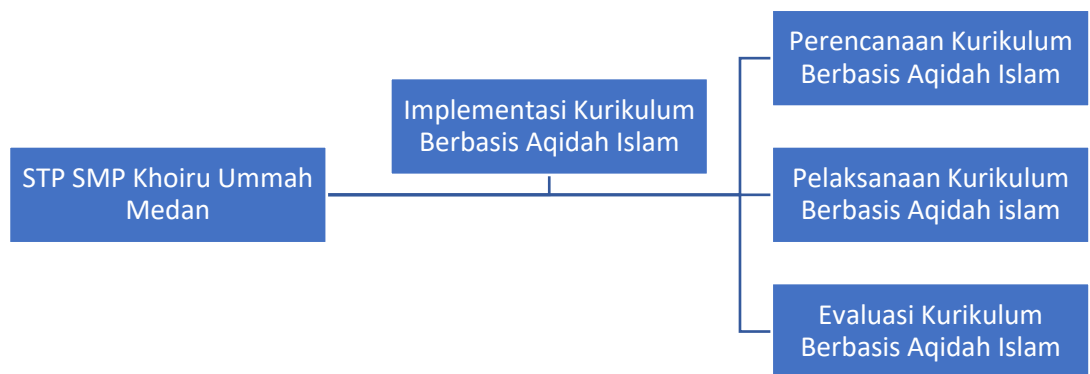 STP SMP Khoiru Ummah
Medan
Implementasi Kurikulum
Berbasis Aqidah Islam
Perencanaan Kurikulum
Berbasis Aqidah Islam
Pelaksanaan Kurikulum
Berbasis Aqidah islam
Evaluasi Kurikulum
Berbasis Aqidah Islam